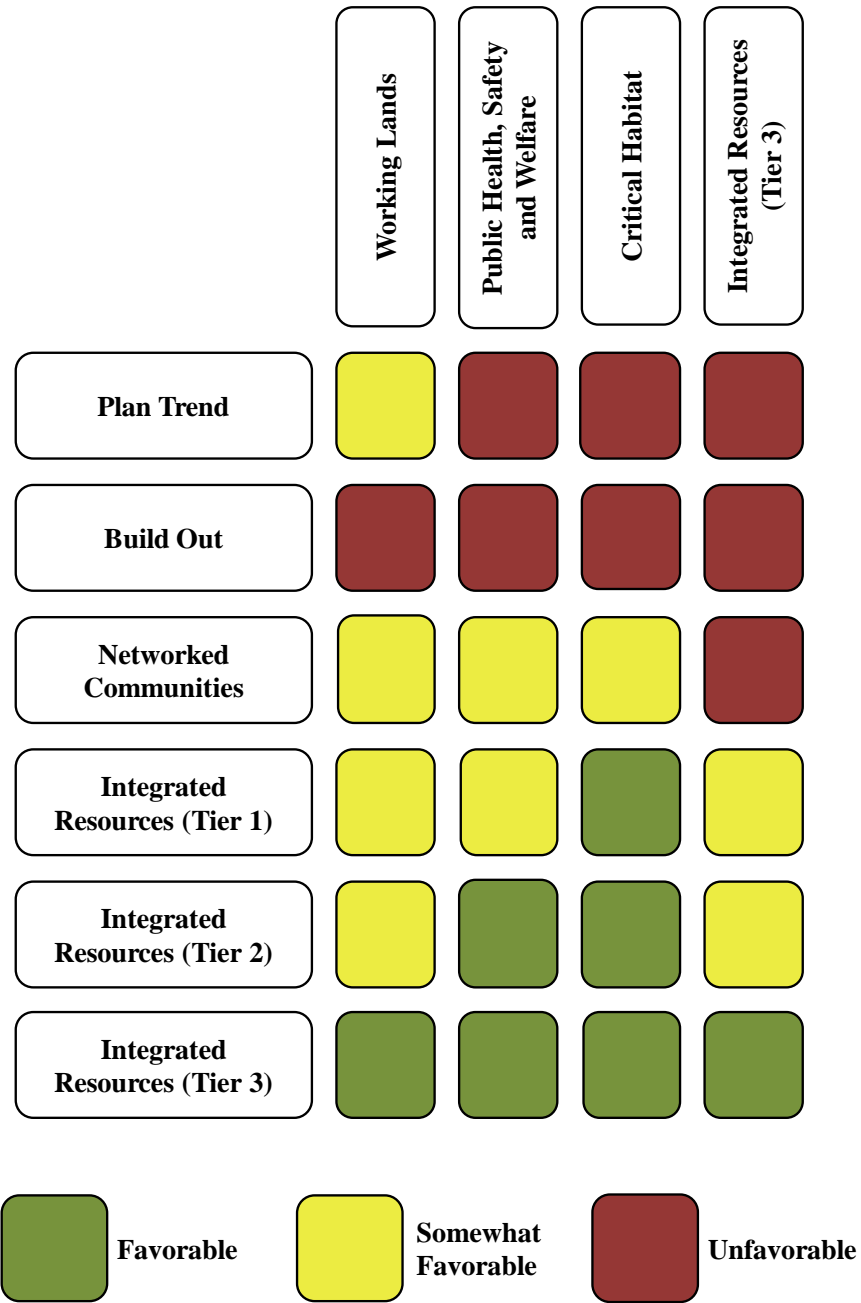 Working Lands
Public Health, Safety
and Welfare
Critical Habitat
Integrated Resources
(Tier 3)
Plan Trend
Build Out
Networked
Communities
Integrated
Resources (Tier 1)
Integrated
Resources (Tier 2)
Integrated
Resources (Tier 3)
Favorable
Somewhat
Favorable
Unfavorable